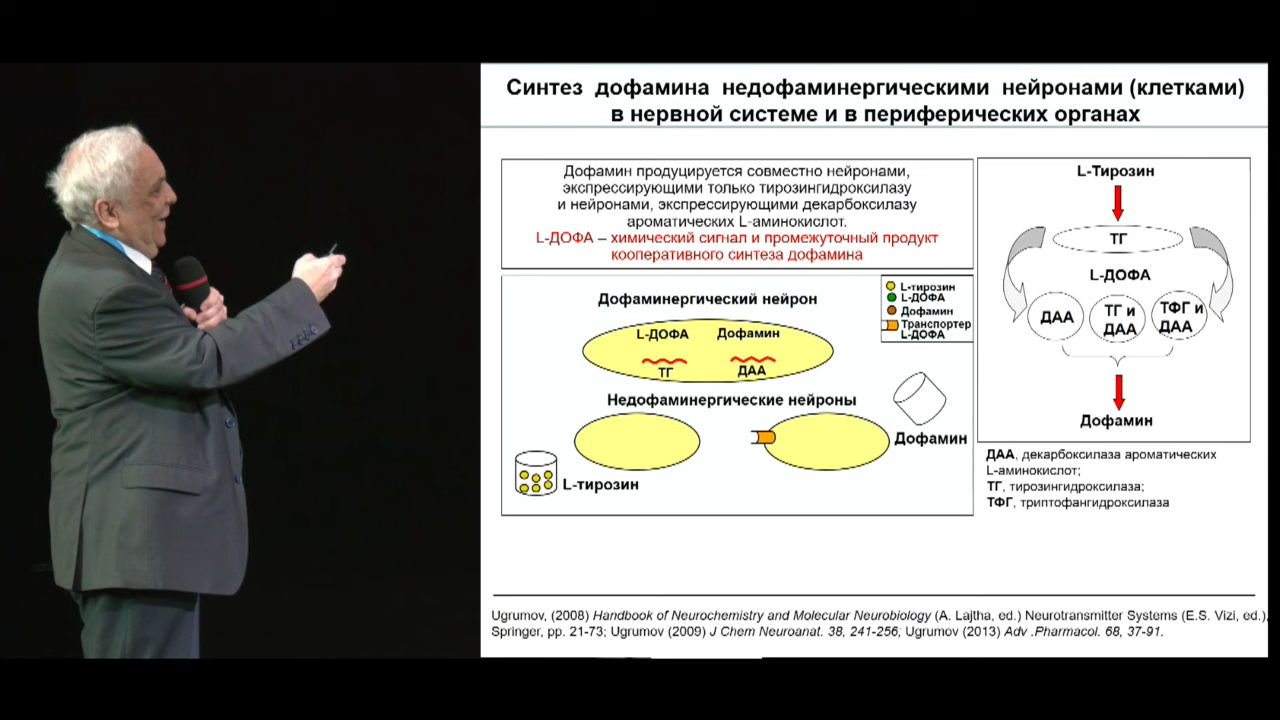 Синтез дофамина недофаминергическими нейронами (клетками)
в нервной системе и в периферических органах
Дофамин продуцируется совместно нейронами,
экспрессирующими только тирозингидроксилазу
и нейронами, экспрессирующими декарбоксилазу
ароматических L-аминокислот.
L-ДОФА – химический сигнал и промежуточный продукт
кооперативного синтеза дофамина
Дофаминергический нейрон
L-тирозин
L-ДОФА
Дофамин
Транспортер
L-ДОФА
L-ДОФА
Дофамин
ТГ
ДАА
Недофаминергические нейроны
Дофамин
L-тирозин
L-Тирозин
ТГ
L-ДОФА
ДАА
ТГ и
ДАА
ТФГ и
ДАА
Дофамин
ДАА, декарбоксилаза ароматических
L-аминокислот;
ТГ, тирозингидроксилаза;
ТФГ, триптофангидроксилаза
Ugrumov, (2008) Handbook of Neurochemistry and Molecular Neurobiology (A. Lajtha, ed.) Neurotransmitter Systems (E.S. Vizi, ed.),
Springer, pp. 21-73; Ugrumov (2009) J Chem Neuroanat. 38, 241-256; Ugrumov (2013) Adv .Pharmacol. 68, 37-91.